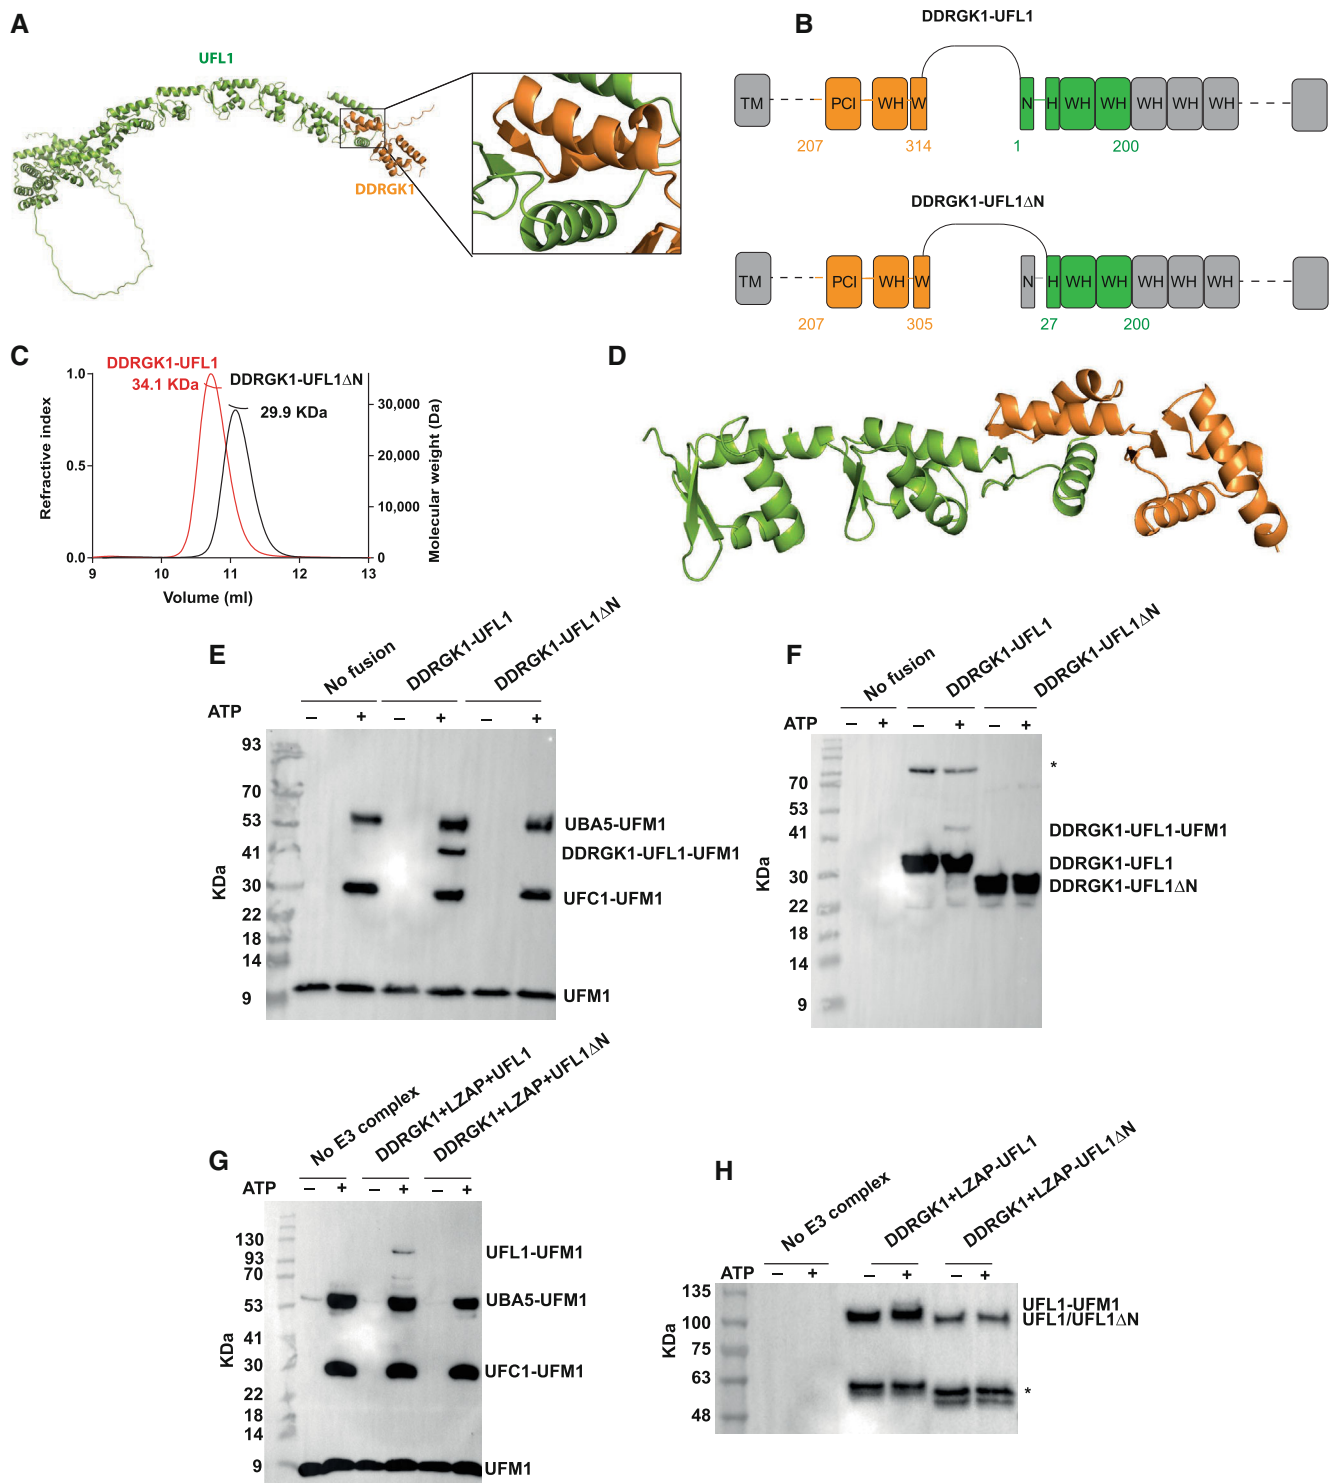 A
UFL1
DDRGK1
B
DDRGK1-UFL1
TM
PCI
WH
W
N
H
WH
WH
WH
WH
WH
207
314
1
200
DDRGK1-UFL1ΔN
TM
PCI
WH
W
N
H
WH
WH
WH
WH
WH
207
305
27
200
C
DDRGK1-UFL1
34.1 KDa
DDRGK1-UFL1ΔN
29.9 KDa
1.0
0.5
0.0
Refractive index
30,000
20,000
10,000
0
Molecular weight (Da)
9
10
11
12
13
Volume (ml)
D
E
No fusion
DDRGK1-UFL1
DDRGK1-UFL1ΔN
ATP
–
+
–
+
–
+
93
70
53
41
30
22
18
14
9
KDa
UBA5-UFM1
DDRGK1-UFL1-UFM1
UFC1-UFM1
UFM1
F
No fusion
DDRGK1-UFL1
DDRGK1-UFL1ΔN
ATP
–
+
–
+
–
+
70
53
41
30
22
18
14
9
KDa
*
DDRGK1-UFL1-UFM1
DDRGK1-UFL1
DDRGK1-UFL1ΔN
G
No E3 complex
DDRGK1+LZAP+UFL1
DDRGK1+LZAP+UFL1ΔN
ATP
–
+
–
+
–
+
130
93
70
53
41
30
22
18
14
9
KDa
UFL1-UFM1
UBA5-UFM1
UFC1-UFM1
UFM1
H
No E3 complex
DDRGK1+LZAP-UFL1
DDRGK1+LZAP-UFL1ΔN
ATP
–
+
–
+
–
+
135
100
75
63
48
KDa
UFL1-UFM1
UFL1/UFL1ΔN
*